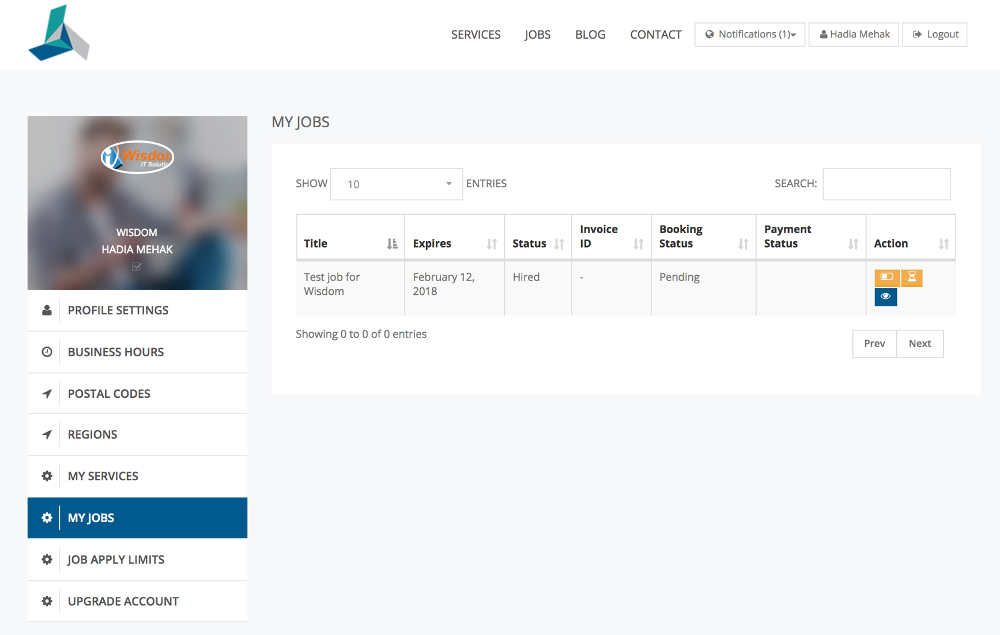 SERVICES JOBS BLOG CONTACT Notifications (1) Hadia Mehak Logout
MY JOBS
Wisdom
IT Solutio
WISDOM
HADIA MEHAK
SHOW 10 ENTRIES SEARCH:
Title Expires Status Invoice ID Booking Status Payment Status Action
Test job for Wisdom February 12, 2018 Hired - Pending
Showing 0 to 0 of 0 entries
Prev Next
PROFILE SETTINGS
BUSINESS HOURS
POSTAL CODES
REGIONS
MY SERVICES
MY JOBS
JOB APPLY LIMITS
UPGRADE ACCOUNT